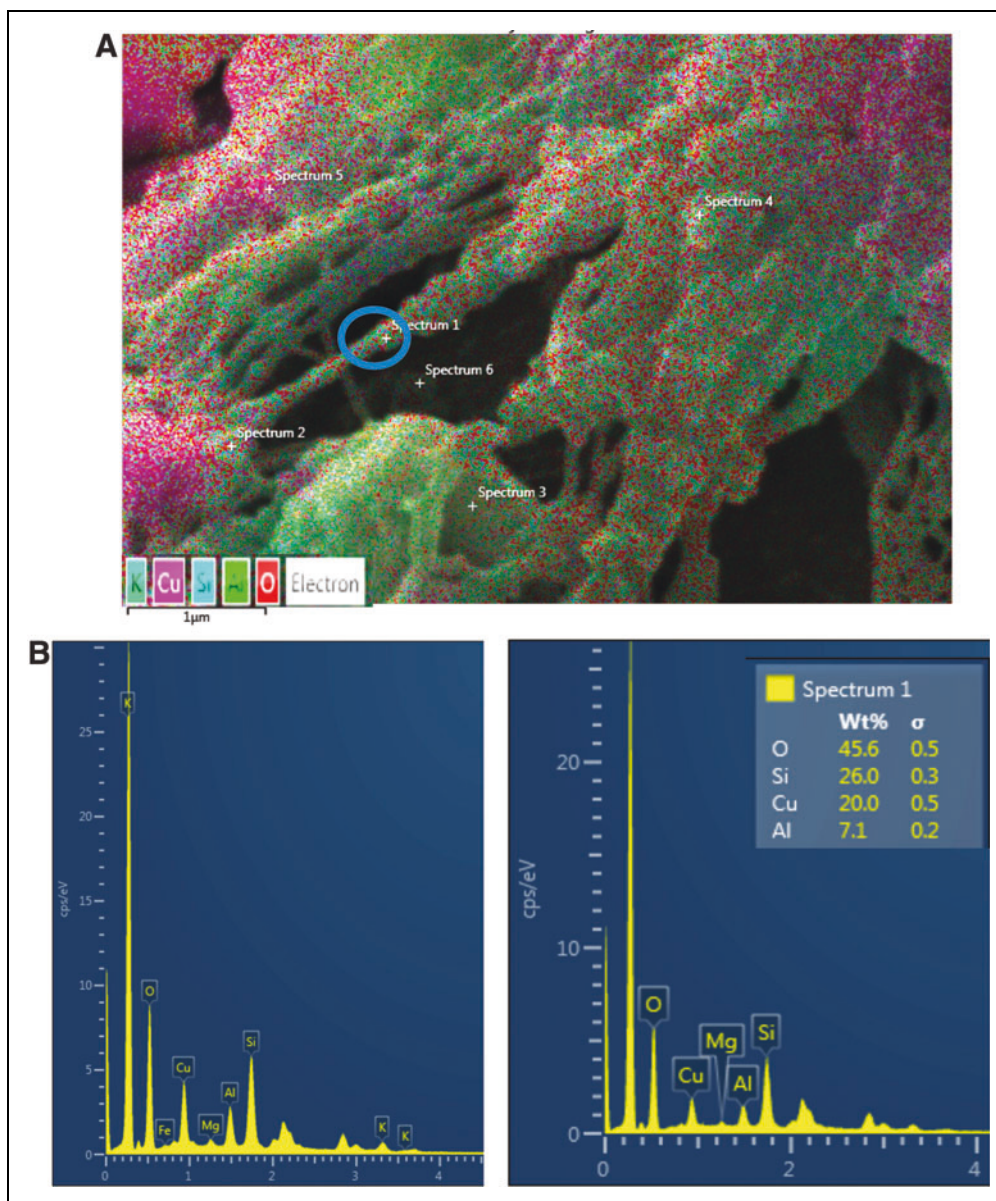 A
Spectrum 5
Spectrum 4
Spectrum 1
Spectrum 6
Spectrum 2
Spectrum 3
K Cu Si Al O Electron
1µm
B
cps/eV
25
20
15
10
5
0
K
O
Fe
Cu
Mg
Al
Si
K
K
0 1 2 3 4
cps/eV
20
10
0
O
Cu
Mg
Al
Si
0 2 4
Spectrum 1
Wt% σ
O 45.6 0.5
Si 26.0 0.3
Cu 20.0 0.5
Al 7.1 0.2